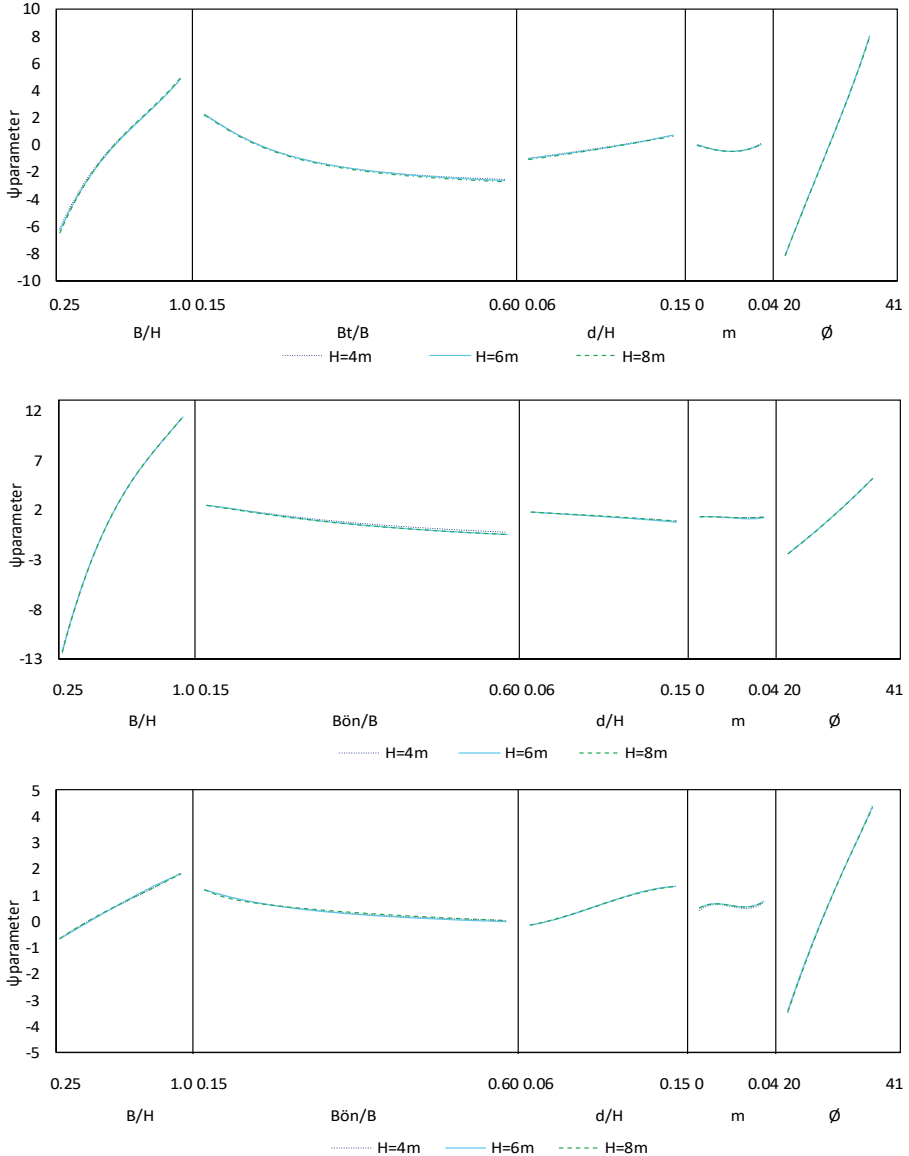 10
8
6
4
2
0
-2
-4
-6
-8
-10
ψparameter
0.25 1.0 0.15 0.60 0.06 0.15 0 0.04 20 41
B/H Bt/B d/H m Ø
H=4m H=6m H=8m
12
7
2
-3
-8
-13
ψparameter
0.25 1.0 0.15 0.60 0.06 0.15 0 0.04 20 41
B/H Bön/B d/H m Ø
H=4m H=6m H=8m
5
4
3
2
1
0
-1
-2
-3
-4
-5
ψparameter
0.25 1.0 0.15 0.60 0.06 0.15 0 0.04 20 41
B/H Bön/B d/H m Ø
H=4m H=6m H=8m